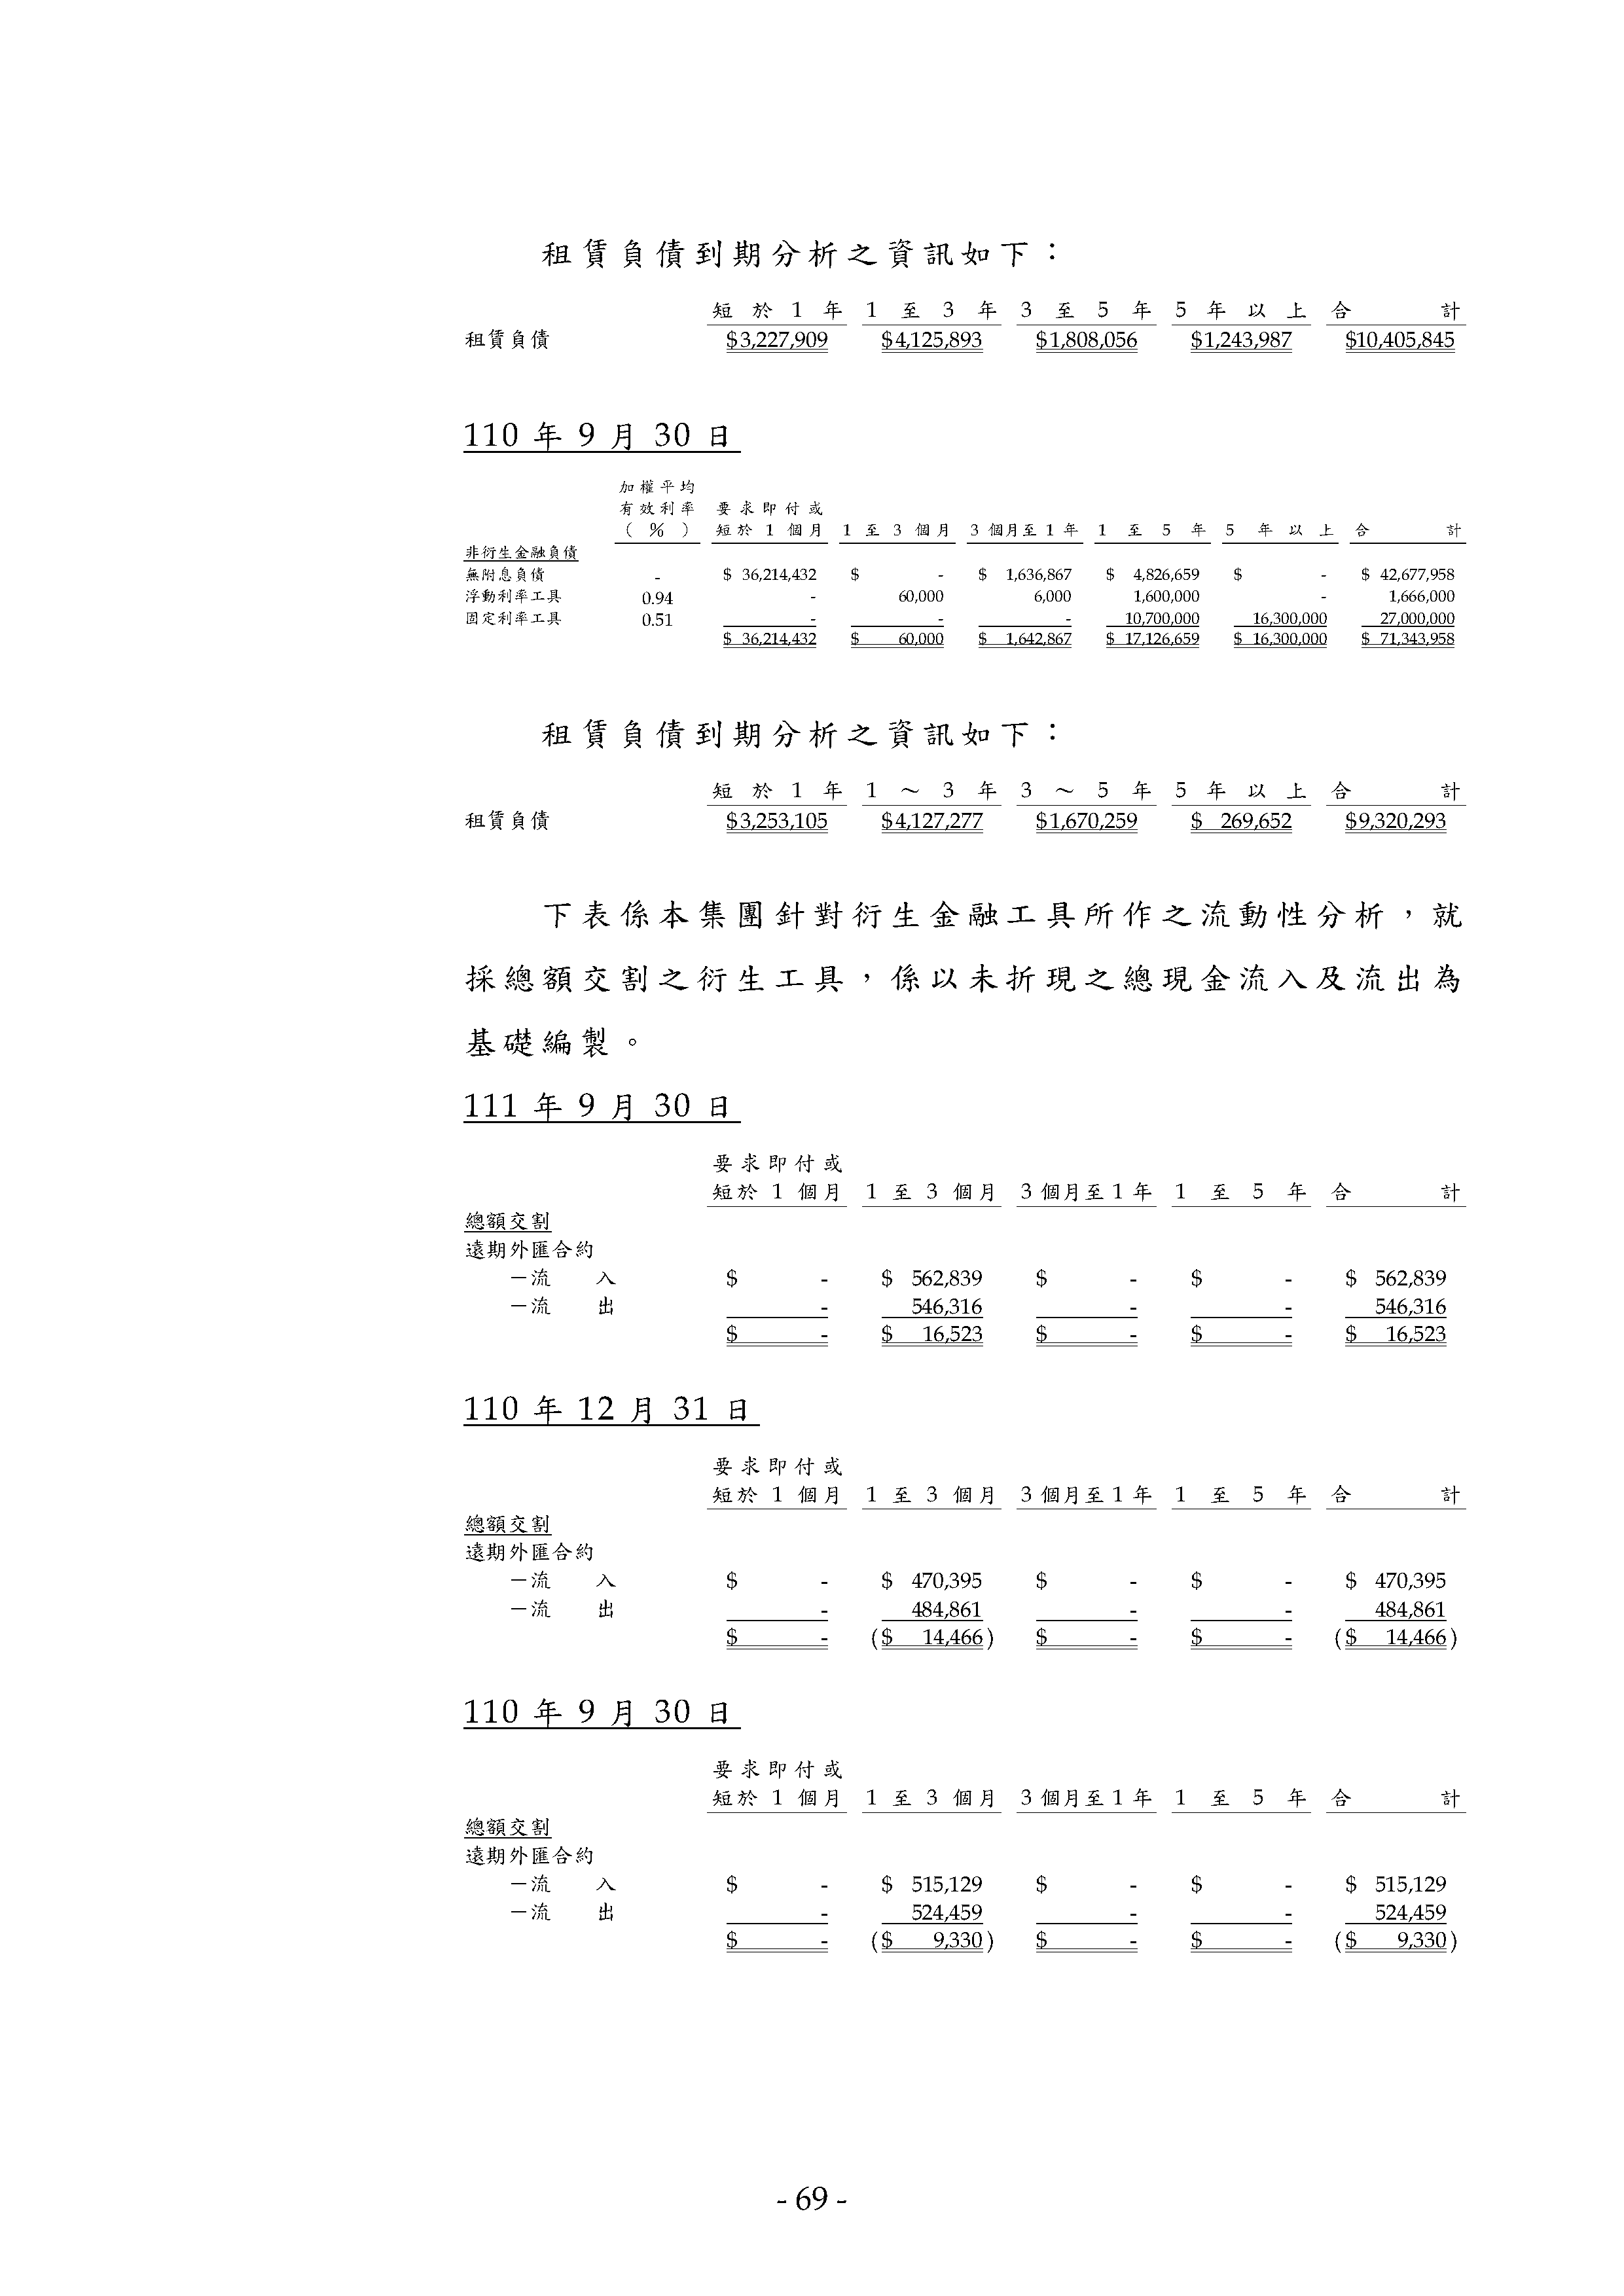 租賃負債到期分析之資訊如下：
短於1年 1至3年 3至5年 5年以上 合計
租賃負債 $3,227,909 $4,125,893 $1,808,056 $1,243,987 $10,405,845
110年9月30日
加權平均
有效利率 要求即付或
（%） 短於1個月 1至3個月 3個月至1年 1至5年 5年以上 合計
非衍生金融負債
無附息負債 - $ 36,214,432 $ - $ 1,636,867 $ 4,826,659 $ - $ 42,677,958
浮動利率工具 0.94 - 60,000 6,000 1,600,000 - 1,666,000
固定利率工具 0.51 - - - 10,700,000 16,300,000 27,000,000
$ 36,214,432 $ 60,000 $ 1,642,867 $ 17,126,659 $ 16,300,000 $ 71,343,958
租賃負債到期分析之資訊如下：
短於1年 1～3年 3～5年 5年以上 合計
租賃負債 $3,253,105 $4,127,277 $1,670,259 $ 269,652 $9,320,293
下表係本集團針對衍生金融工具所作之流動性分析，就
採總額交割之衍生工具，係以未折現之總現金流入及流出為
基礎編製。
111年9月30日
要求即付或
短於1個月 1至3個月 3個月至1年 1至5年 合計
總額交割
遠期外匯合約
－流入 $ - $ 562,839 $ - $ - $ 562,839
－流出 - 546,316 - - 546,316
$ - $ 16,523 $ - $ - $ 16,523
110年12月31日
要求即付或
短於1個月 1至3個月 3個月至1年 1至5年 合計
總額交割
遠期外匯合約
－流入 $ - $ 470,395 $ - $ - $ 470,395
－流出 - 484,861 - - 484,861
$ - ($ 14,466) $ - $ - ($ 14,466)
110年9月30日
要求即付或
短於1個月 1至3個月 3個月至1年 1至5年 合計
總額交割
遠期外匯合約
－流入 $ - $ 515,129 $ - $ - $ 515,129
－流出 - 524,459 - - 524,459
$ - ($ 9,330) $ - $ - ($ 9,330)
- 69 -